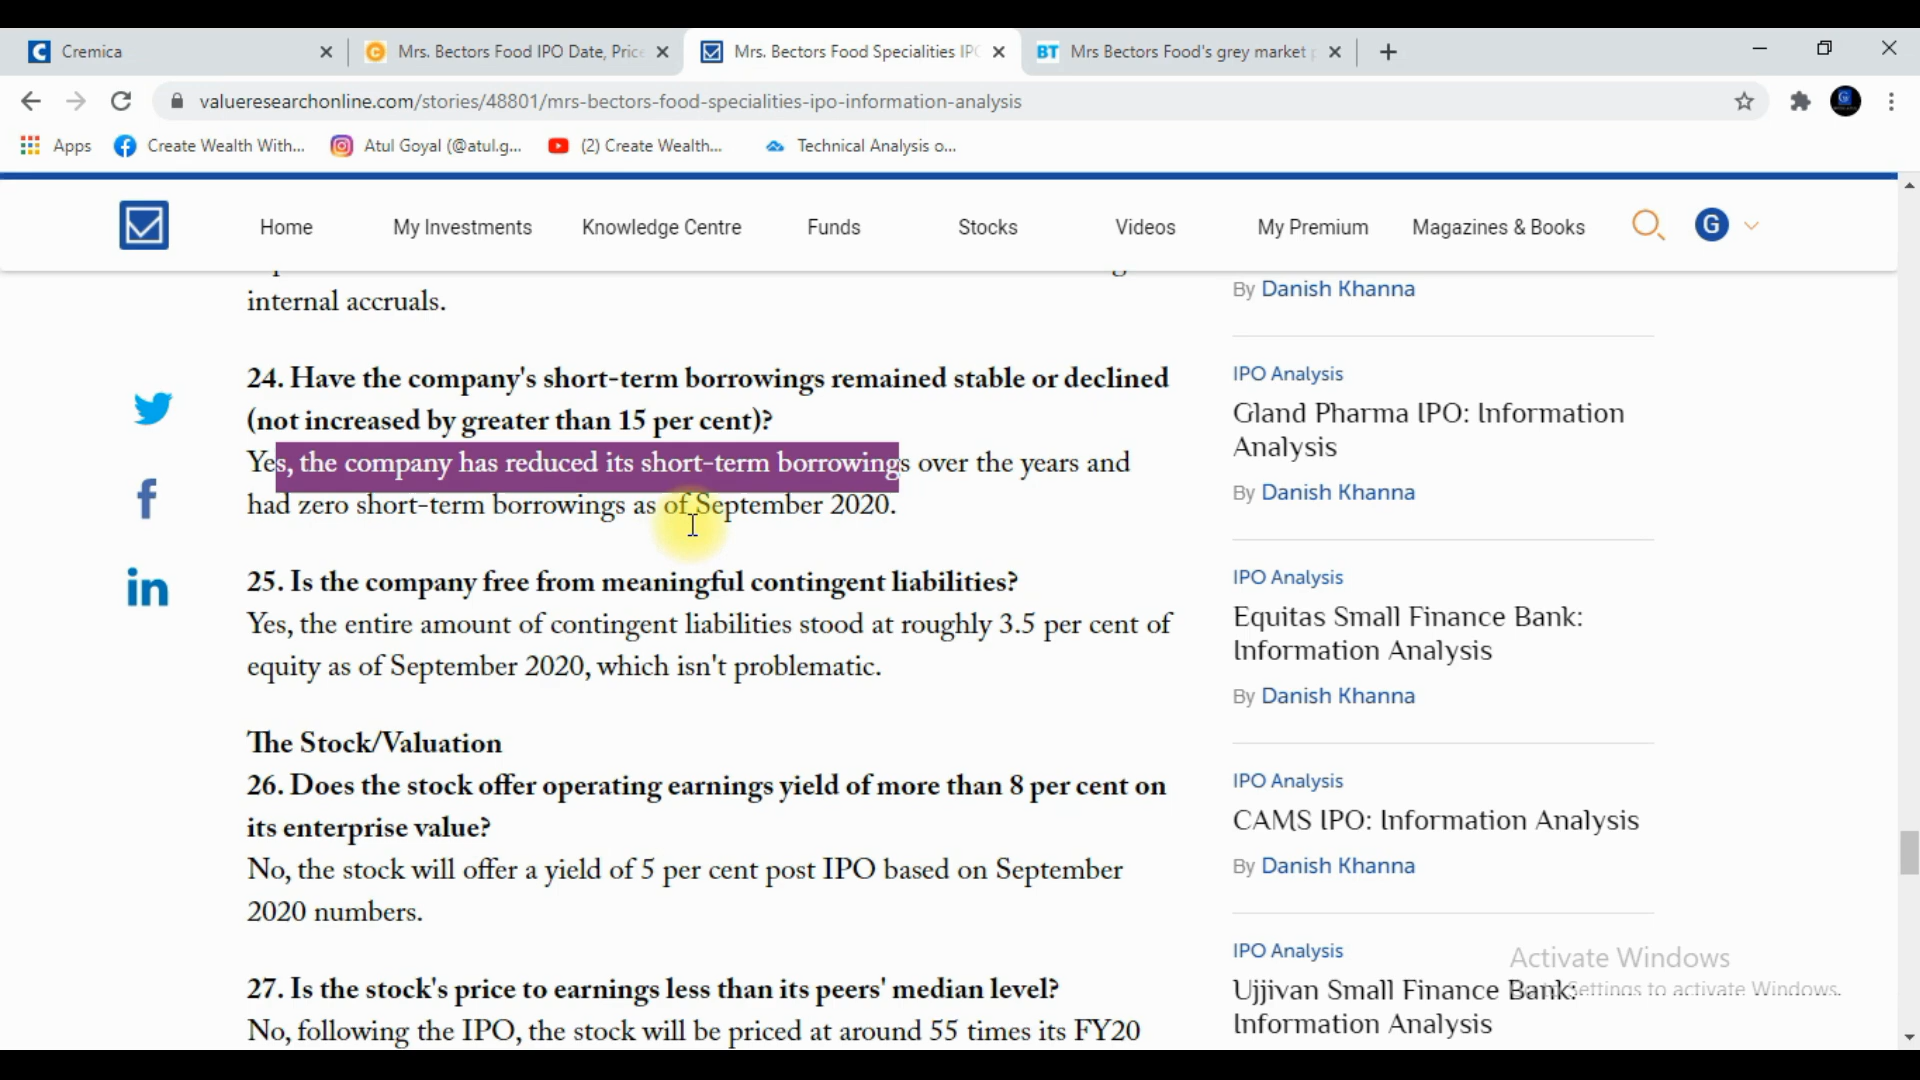 Cremica
Mrs. Bectors Food IPO Date, Price
Mrs. Bectors Food Specialities IPO
BT Mrs Bectors Food's grey market
valueresearchonline.com/stories/48801/mrs-bectors-food-specialities-ipo-information-analysis
Apps
Create Wealth With...
Atul Goyal (@atul.g...
(2) Create Wealth...
Technical Analysis o...
Home
My Investments
Knowledge Centre
Funds
Stocks
Videos
My Premium
Magazines & Books
G
internal accruals.
24. Have the company's short-term borrowings remained stable or declined
(not increased by greater than 15 per cent)?
Yes, the company has reduced its short-term borrowings over the years and
had zero short-term borrowings as of September 2020.
25. Is the company free from meaningful contingent liabilities?
Yes, the entire amount of contingent liabilities stood at roughly 3.5 per cent of
equity as of September 2020, which isn't problematic.
The Stock/Valuation
26. Does the stock offer operating earnings yield of more than 8 per cent on
its enterprise value?
No, the stock will offer a yield of 5 per cent post IPO based on September
2020 numbers.
27. Is the stock's price to earnings less than its peers' median level?
No, following the IPO, the stock will be priced at around 55 times its FY20
By Danish Khanna
IPO Analysis
Gland Pharma IPO: Information
Analysis
By Danish Khanna
IPO Analysis
Equitas Small Finance Bank:
Information Analysis
By Danish Khanna
IPO Analysis
CAMS IPO: Information Analysis
By Danish Khanna
IPO Analysis
Ujjivan Small Finance Bank:
Information Analysis
Activate Windows
Settings to activate Windows.